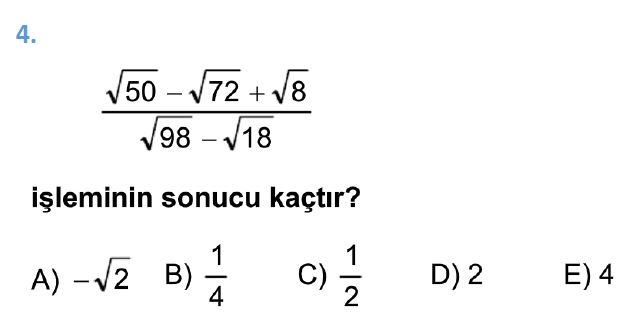 4.
√50 − √72 + √8
√98 − √18
işleminin sonucu kaçtır?
A) −√2 B) 1/4 C) 1/2 D) 2 E) 4